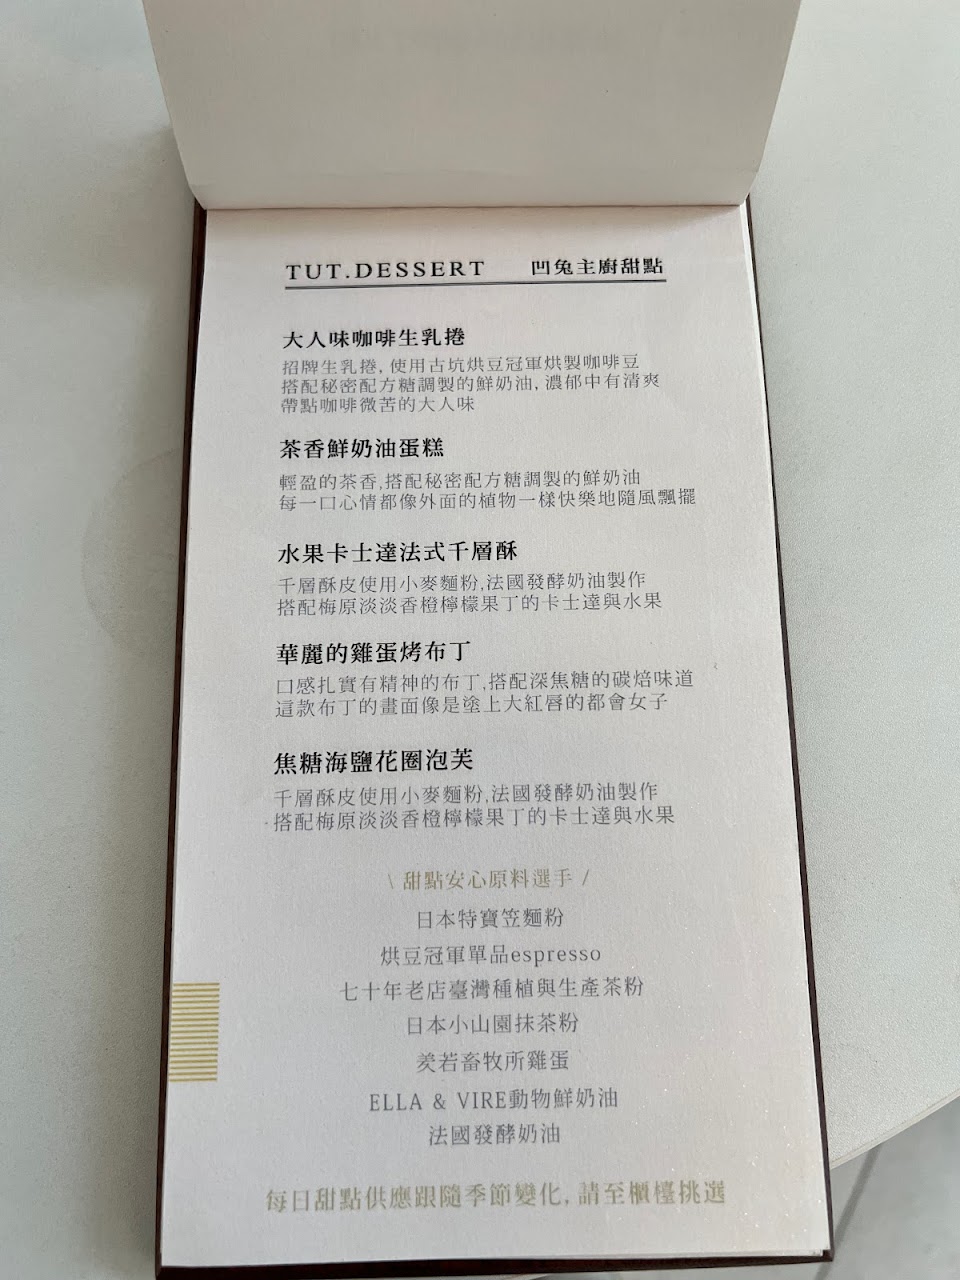 TUT.DESSERT 凹兔主廚甜點
大人味咖啡生乳捲
招牌生乳捲, 使用古坑烘豆冠軍烘製咖啡豆
搭配秘密配方糖調製的鮮奶油, 濃郁中有清爽
帶點咖啡微苦的大人味
茶香鮮奶油蛋糕
輕盈的茶香,搭配秘密配方糖調製的鮮奶油
每一口心情都像外面的植物一樣快樂地隨風飄擺
水果卡士達法式千層酥
千層酥皮使用小麥麵粉,法國發酵奶油製作
搭配梅原淡淡香橙檸檬果丁的卡士達與水果
華麗的雞蛋烤布丁
口感扎實有精神的布丁,搭配深焦糖的碳焙味道
這款布丁的畫面像是塗上大紅唇的都會女子
焦糖海鹽花圈泡芙
千層酥皮使用小麥麵粉,法國發酵奶油製作
搭配梅原淡淡香橙檸檬果丁的卡士達與水果
\ 甜點安心原料選手 /
日本特寶笠麵粉
烘豆冠軍單品espresso
七十年老店臺灣種植與生產茶粉
日本小山園抹茶粉
羑若畜牧所雞蛋
ELLA & VIRE動物鮮奶油
法國發酵奶油
每日甜點供應跟隨季節變化, 請至櫃檯挑選